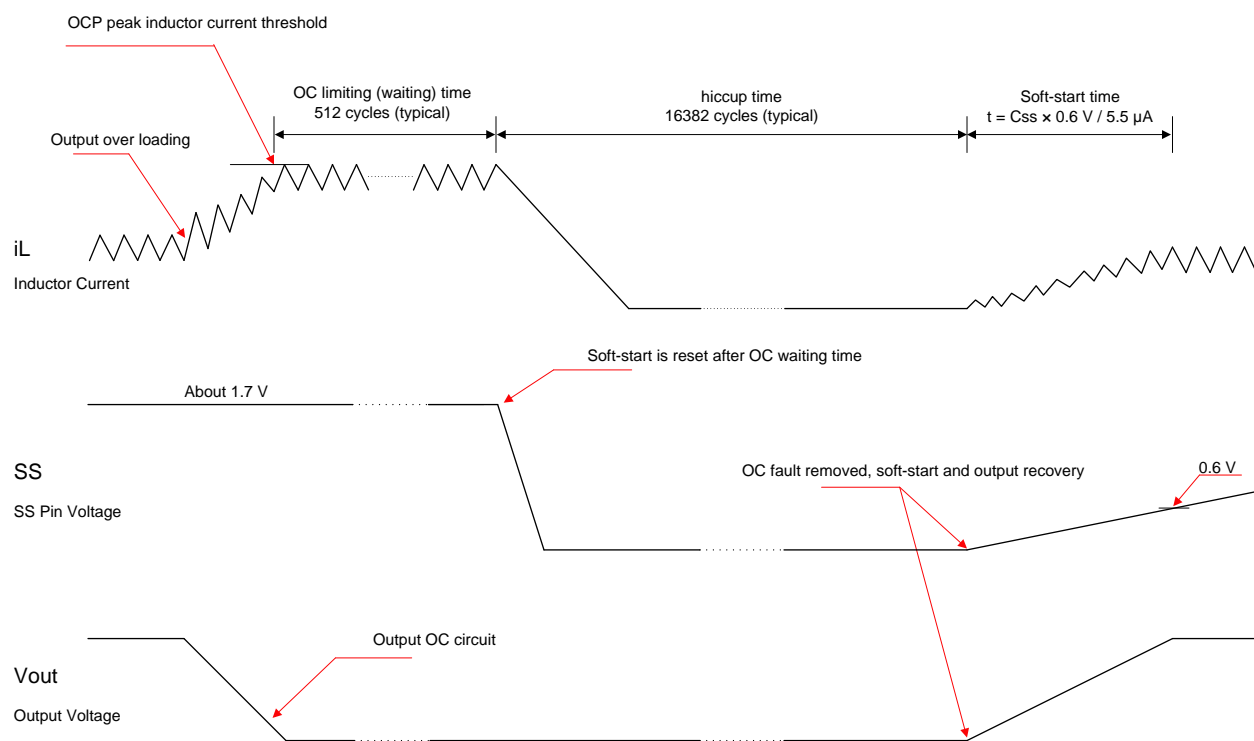 OCP peak inductor current threshold
OC limiting (waiting) time
512 cycles (typical)
hiccup time
16382 cycles (typical)
Soft-start time
t = Css × 0.6 V / 5.5 µA
Output over loading
iL
Inductor Current
Soft-start is reset after OC waiting time
About 1.7 V
SS
SS Pin Voltage
OC fault removed, soft-start and output recovery
0.6 V
Output OC circuit
Vout
Output Voltage